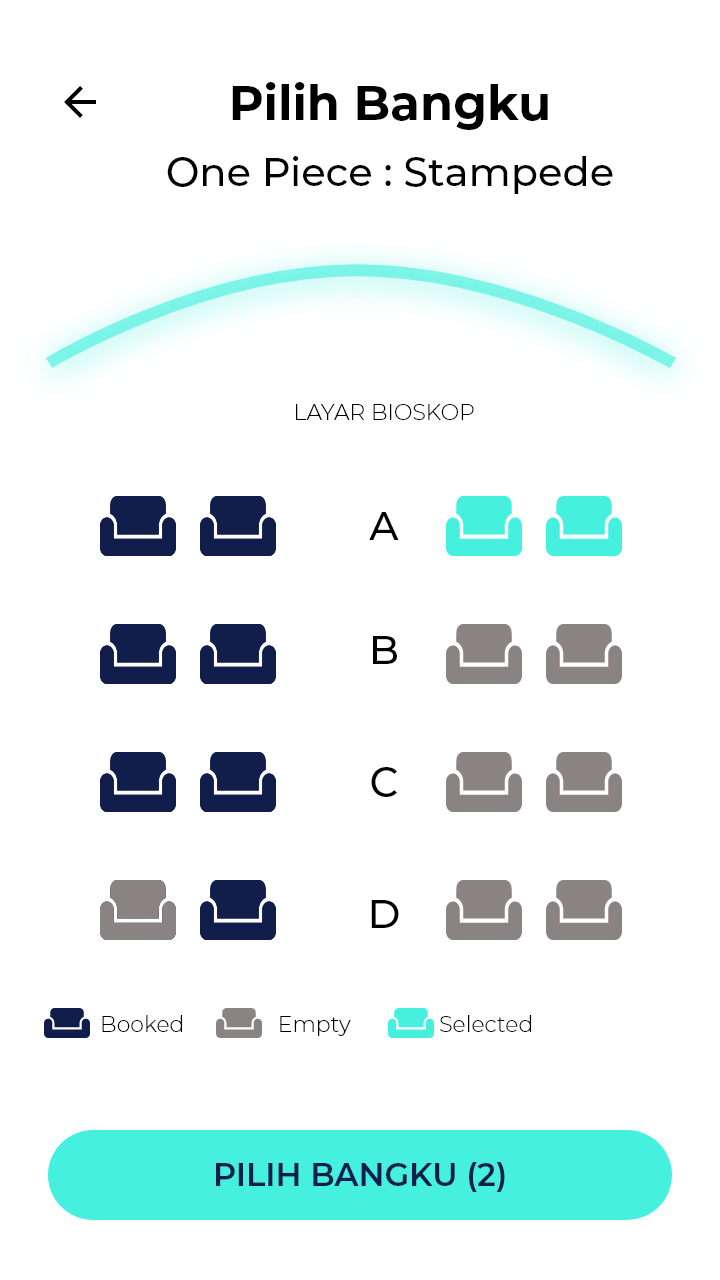 Pilih Bangku
One Piece : Stampede
LAYAR BIOSKOP
A
B
C
D
Booked Empty Selected
PILIH BANGKU (2)